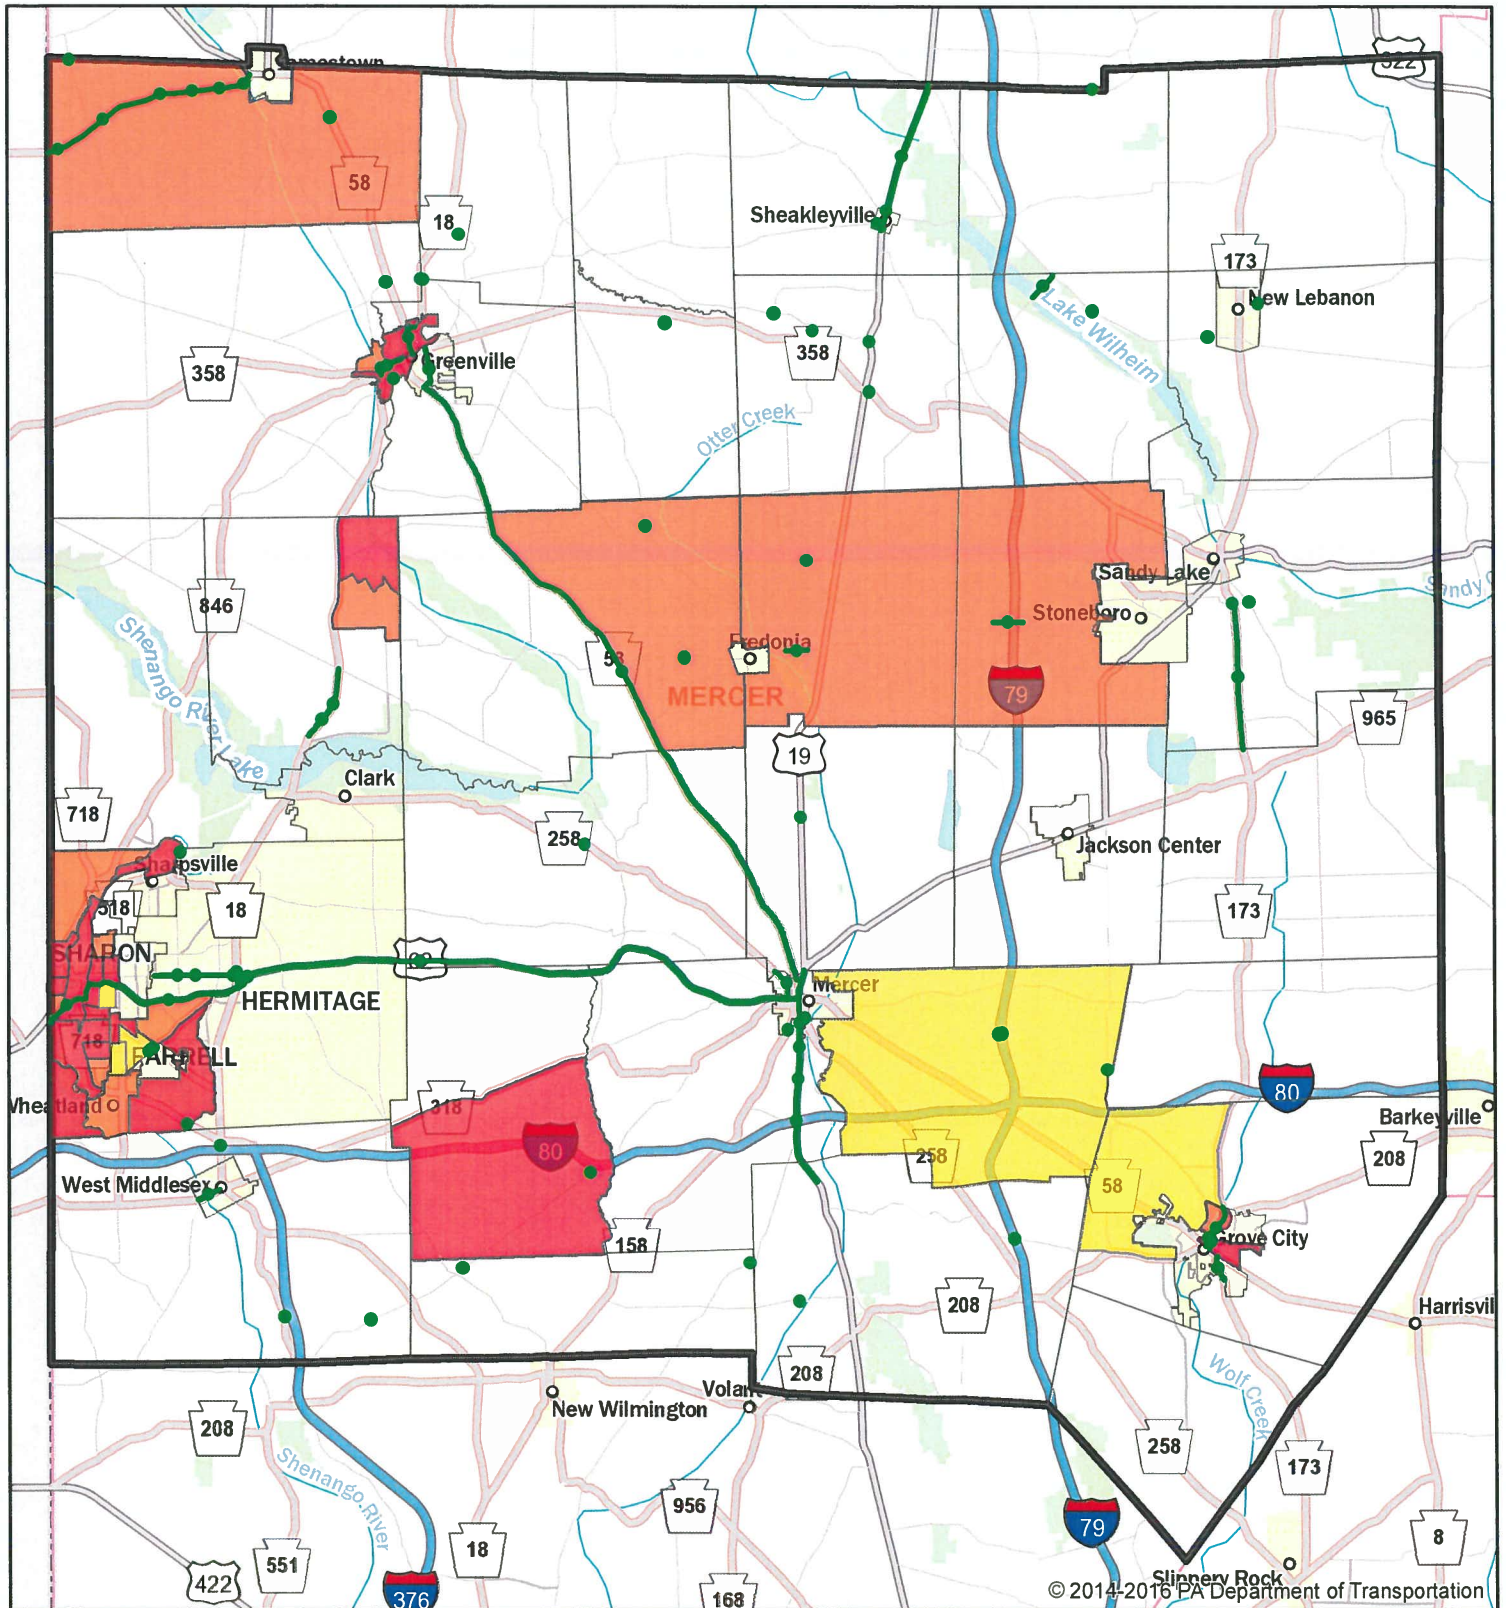 Jamestown
322
58
18
Sheakleyville
173
New Lebanon
Lake Wilheim
358
Greenville
358
Otter Creek
Sandy Lake
Sandy C
846
Stoneboro
Fredonia
58
MERCER
79
965
Shenango River Lake
19
Clark
718
258
Jackson Center
Sharpsville
518
18
173
SHARON
HERMITAGE
Mercer
718
FARRELL
80
Wheatland
318
Barkeyville
80
258
208
58
West Middlesex
158
Grove City
208
Harrisvil
208
Volant
New Wilmington
Wolf Creek
208
258
173
Shenango River
956
79
8
18
551
422
376
168
Slippery Rock
© 2014-2016 PA Department of Transportation